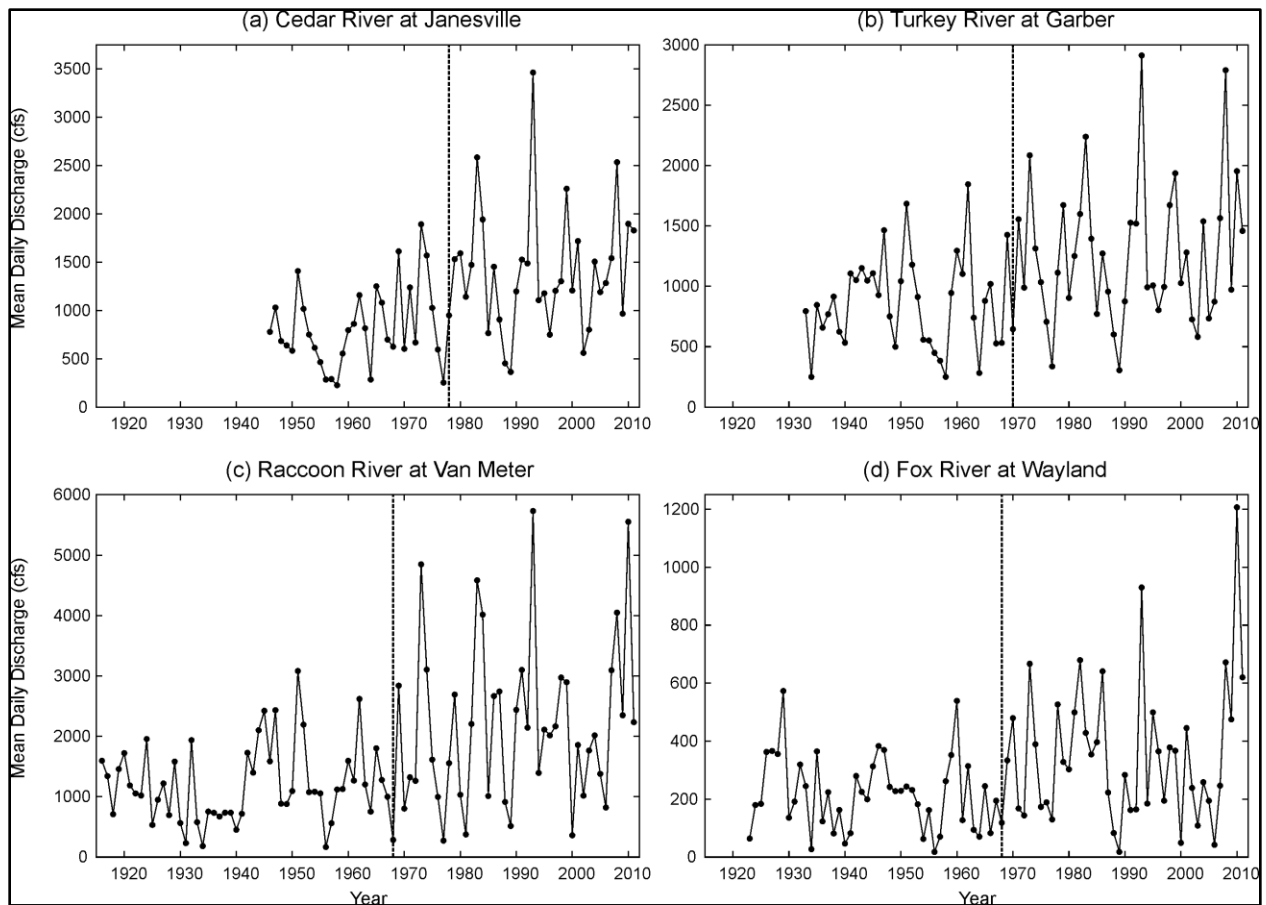 (a) Cedar River at Janesville
Mean Daily Discharge (cfs)
3500
3000
2500
2000
1500
1000
500
0
1920 1930 1940 1950 1960 1970 1980 1990 2000 2010
(b) Turkey River at Garber
3000
2500
2000
1500
1000
500
0
1920 1930 1940 1950 1960 1970 1980 1990 2000 2010
(c) Raccoon River at Van Meter
Mean Daily Discharge (cfs)
6000
5000
4000
3000
2000
1000
0
1920 1930 1940 1950 1960 1970 1980 1990 2000 2010
Year
(d) Fox River at Wayland
1200
1000
800
600
400
200
0
1920 1930 1940 1950 1960 1970 1980 1990 2000 2010
Year